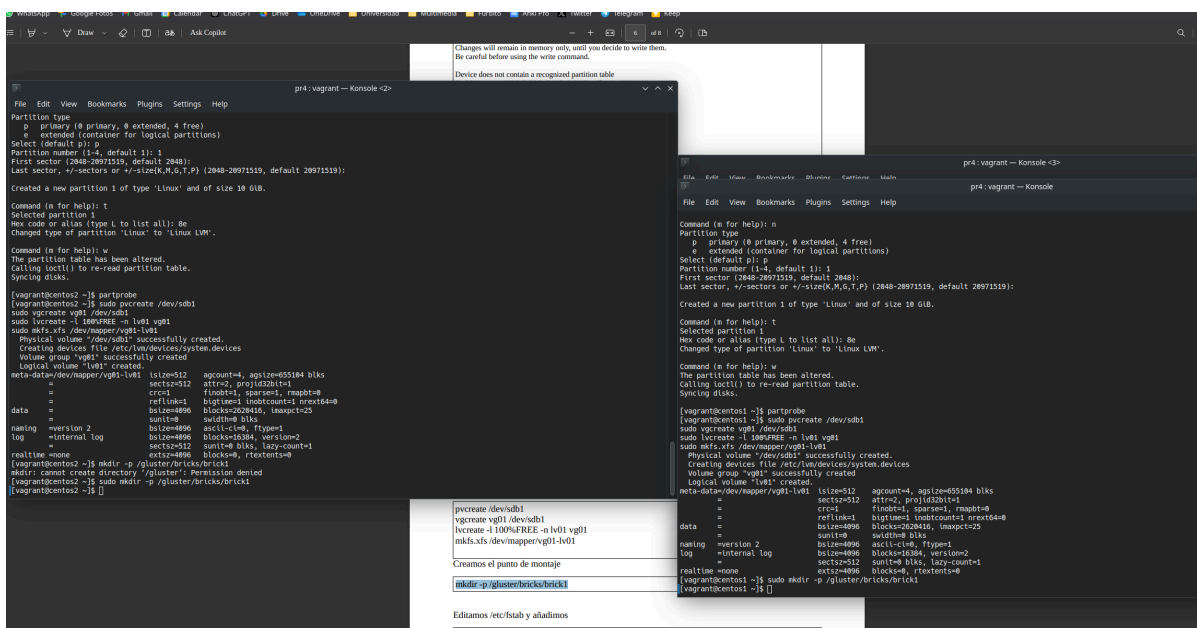 WhatsApp Google Fotos Gmail Calendar ChatGPT Drive OneDrive Universidad Multimedia Furbito Anki Pro Twitter Telegram Keep
Draw Ask Copilot 6 of 8
Changes will remain in memory only, until you decide to write them.
Be careful before using the write command.
Device does not contain a recognized partition table
pr4 : vagrant — Konsole <2>
File Edit View Bookmarks Plugins Settings Help
Partition type
p primary (0 primary, 0 extended, 4 free)
e extended (container for logical partitions)
Select (default p): p
Partition number (1-4, default 1): 1
First sector (2048-20971519, default 2048):
Last sector, +/-sectors or +/-size{K,M,G,T,P} (2048-20971519, default 20971519):
Created a new partition 1 of type 'Linux' and of size 10 GiB.
Command (m for help): t
Selected partition 1
Hex code or alias (type L to list all): 8e
Changed type of partition 'Linux' to 'Linux LVM'.
Command (m for help): w
The partition table has been altered.
Calling ioctl() to re-read partition table.
Syncing disks.
[vagrant@centos2 ~]$ partprobe
[vagrant@centos2 ~]$ sudo pvcreate /dev/sdb1
sudo vgcreate vg01 /dev/sdb1
sudo lvcreate -l 100%FREE -n lv01 vg01
sudo mkfs.xfs /dev/mapper/vg01-lv01
Physical volume "/dev/sdb1" successfully created.
Creating devices file /etc/lvm/devices/system.devices
Volume group "vg01" successfully created
Logical volume "lv01" created.
meta-data=/dev/mapper/vg01-lv01 isize=512 agcount=4, agsize=655104 blks
= sectsz=512 attr=2, projid32bit=1
= crc=1 finobt=1, sparse=1, rmapbt=0
= reflink=1 bigtime=1 inobtcount=1 nrext64=0
data = bsize=4096 blocks=2620416, imaxpct=25
= sunit=0 swidth=0 blks
naming =version 2 bsize=4096 ascii-ci=0, ftype=1
log =internal log bsize=4096 blocks=16384, version=2
= sectsz=512 sunit=0 blks, lazy-count=1
realtime =none extsz=4096 blocks=0, rtextents=0
[vagrant@centos2 ~]$ mkdir -p /gluster/bricks/brick1
mkdir: cannot create directory '/gluster': Permission denied
[vagrant@centos2 ~]$ sudo mkdir -p /gluster/bricks/brick1
[vagrant@centos2 ~]$
pr4 : vagrant — Konsole <3>
File Edit View Bookmarks Plugins Settings Help
pr4 : vagrant — Konsole
File Edit View Bookmarks Plugins Settings Help
Command (m for help): n
Partition type
p primary (0 primary, 0 extended, 4 free)
e extended (container for logical partitions)
Select (default p): p
Partition number (1-4, default 1): 1
First sector (2048-20971519, default 2048):
Last sector, +/-sectors or +/-size{K,M,G,T,P} (2048-20971519, default 20971519):
Created a new partition 1 of type 'Linux' and of size 10 GiB.
Command (m for help): t
Selected partition 1
Hex code or alias (type L to list all): 8e
Changed type of partition 'Linux' to 'Linux LVM'.
Command (m for help): w
The partition table has been altered.
Calling ioctl() to re-read partition table.
Syncing disks.
[vagrant@centos1 ~]$ partprobe
[vagrant@centos1 ~]$ sudo pvcreate /dev/sdb1
sudo vgcreate vg01 /dev/sdb1
sudo lvcreate -l 100%FREE -n lv01 vg01
sudo mkfs.xfs /dev/mapper/vg01-lv01
Physical volume "/dev/sdb1" successfully created.
Creating devices file /etc/lvm/devices/system.devices
Volume group "vg01" successfully created
Logical volume "lv01" created.
meta-data=/dev/mapper/vg01-lv01 isize=512 agcount=4, agsize=655104 blks
= sectsz=512 attr=2, projid32bit=1
= crc=1 finobt=1, sparse=1, rmapbt=0
= reflink=1 bigtime=1 inobtcount=1 nrext64=0
data = bsize=4096 blocks=2620416, imaxpct=25
= sunit=0 swidth=0 blks
naming =version 2 bsize=4096 ascii-ci=0, ftype=1
log =internal log bsize=4096 blocks=16384, version=2
= sectsz=512 sunit=0 blks, lazy-count=1
realtime =none extsz=4096 blocks=0, rtextents=0
[vagrant@centos1 ~]$ sudo mkdir -p /gluster/bricks/brick1
[vagrant@centos1 ~]$
pvcreate /dev/sdb1
vgcreate vg01 /dev/sdb1
lvcreate -l 100%FREE -n lv01 vg01
mkfs.xfs /dev/mapper/vg01-lv01
Creamos el punto de montaje
mkdir -p /gluster/bricks/brick1
Editamos /etc/fstab y añadimos